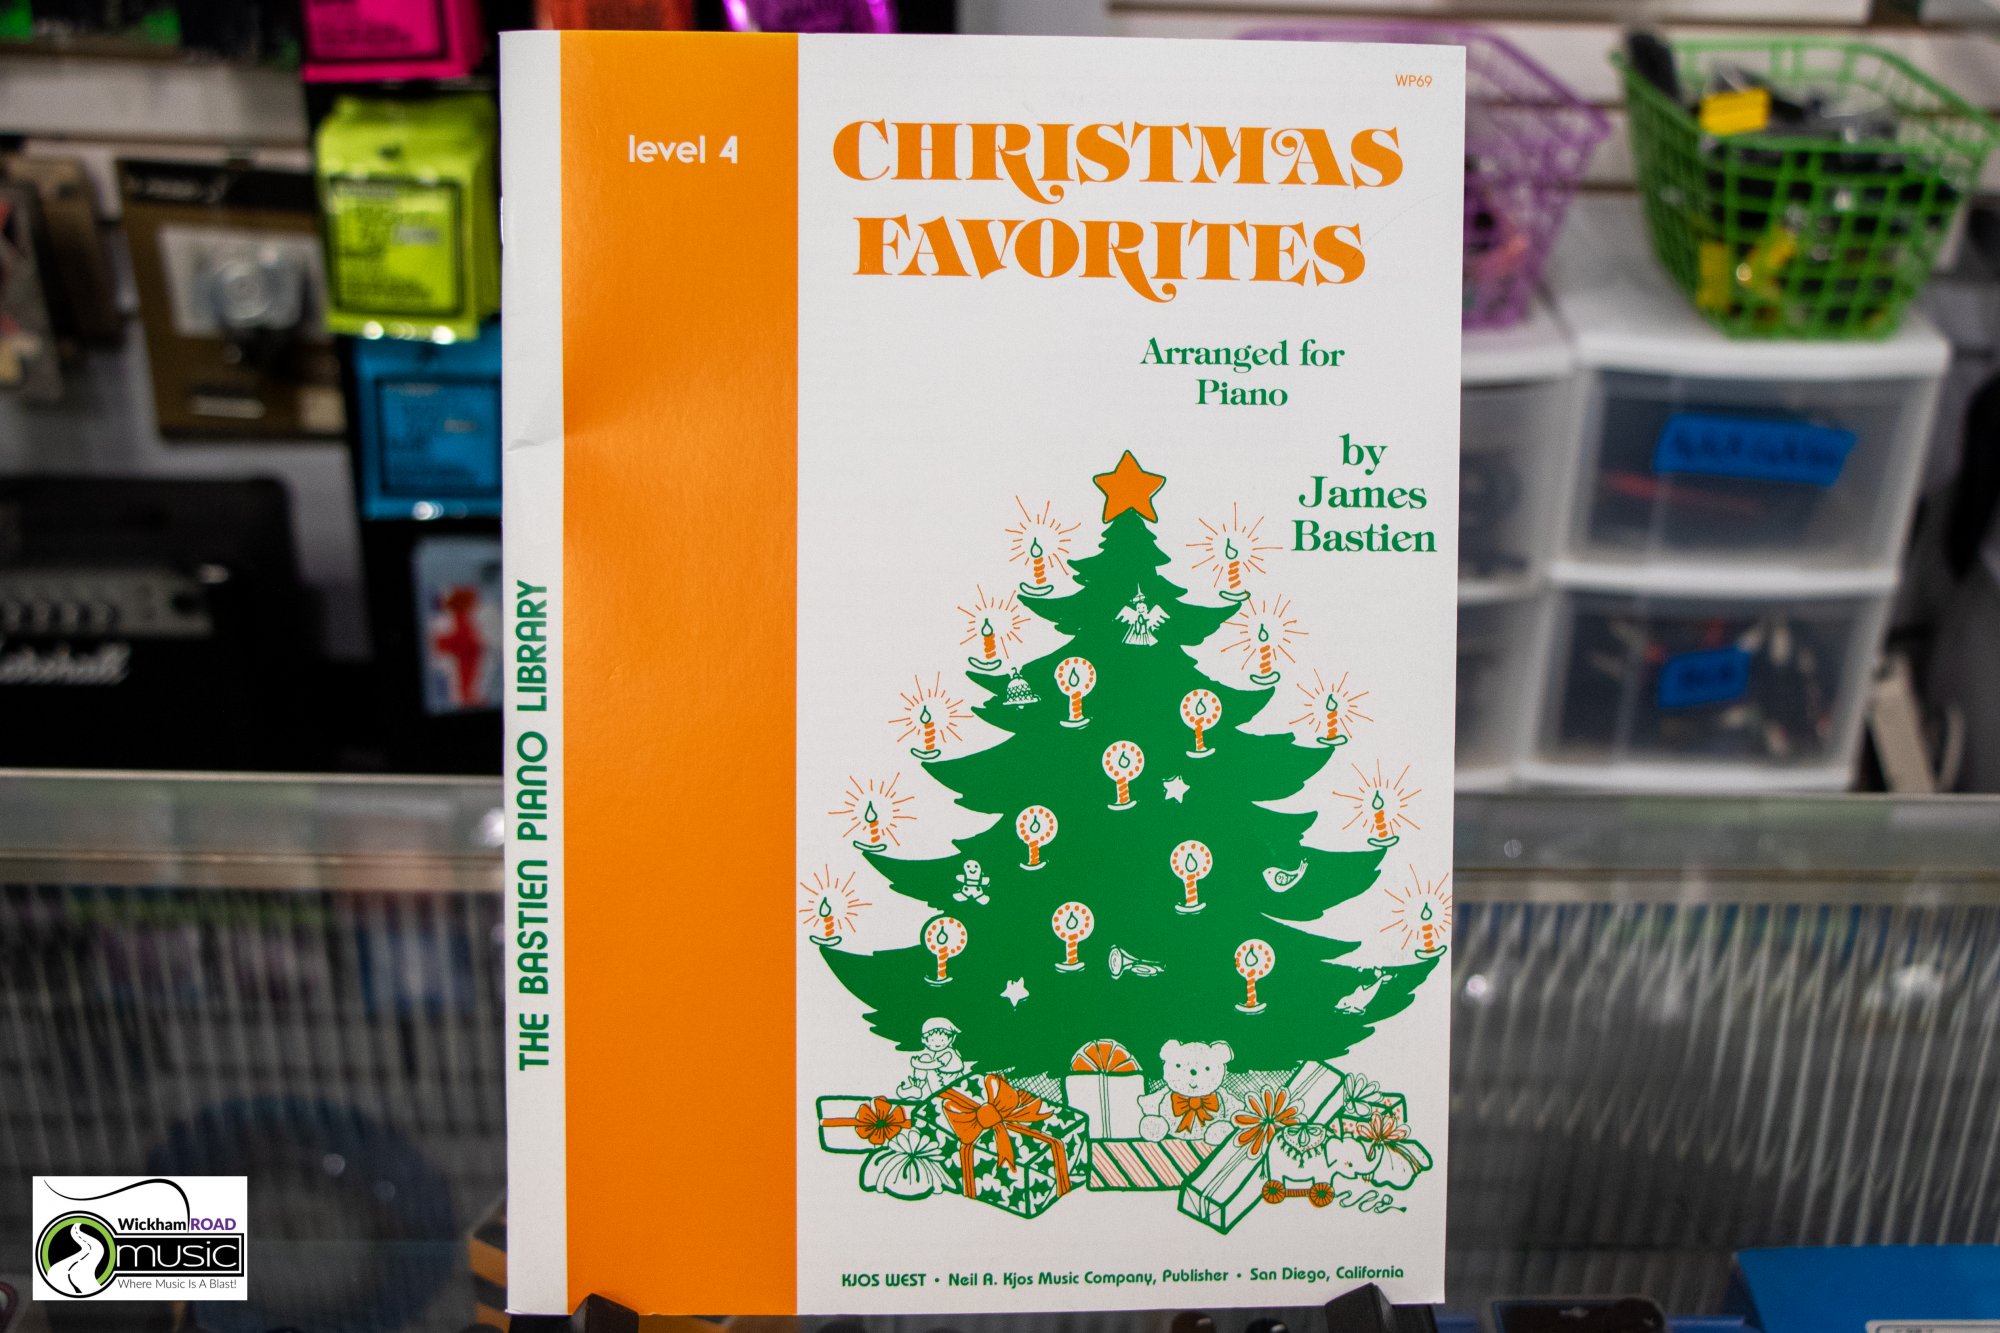 WP69
level 4
CHRISTMAS
FAVORITES
Arranged for
Piano
by
James
Bastien
THE BASTIEN PIANO LIBRARY
KJOS WEST • Neil A. Kjos Music Company, Publisher • San Diego, California
Marshall
Wickham ROAD
music
Where Music Is A Blast!